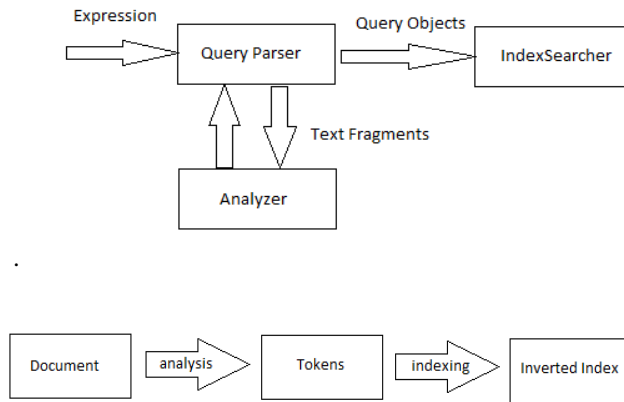 Expression
Query Parser
Query Objects
IndexSearcher
Text Fragments
Analyzer
.
Document
analysis
Tokens
indexing
Inverted Index